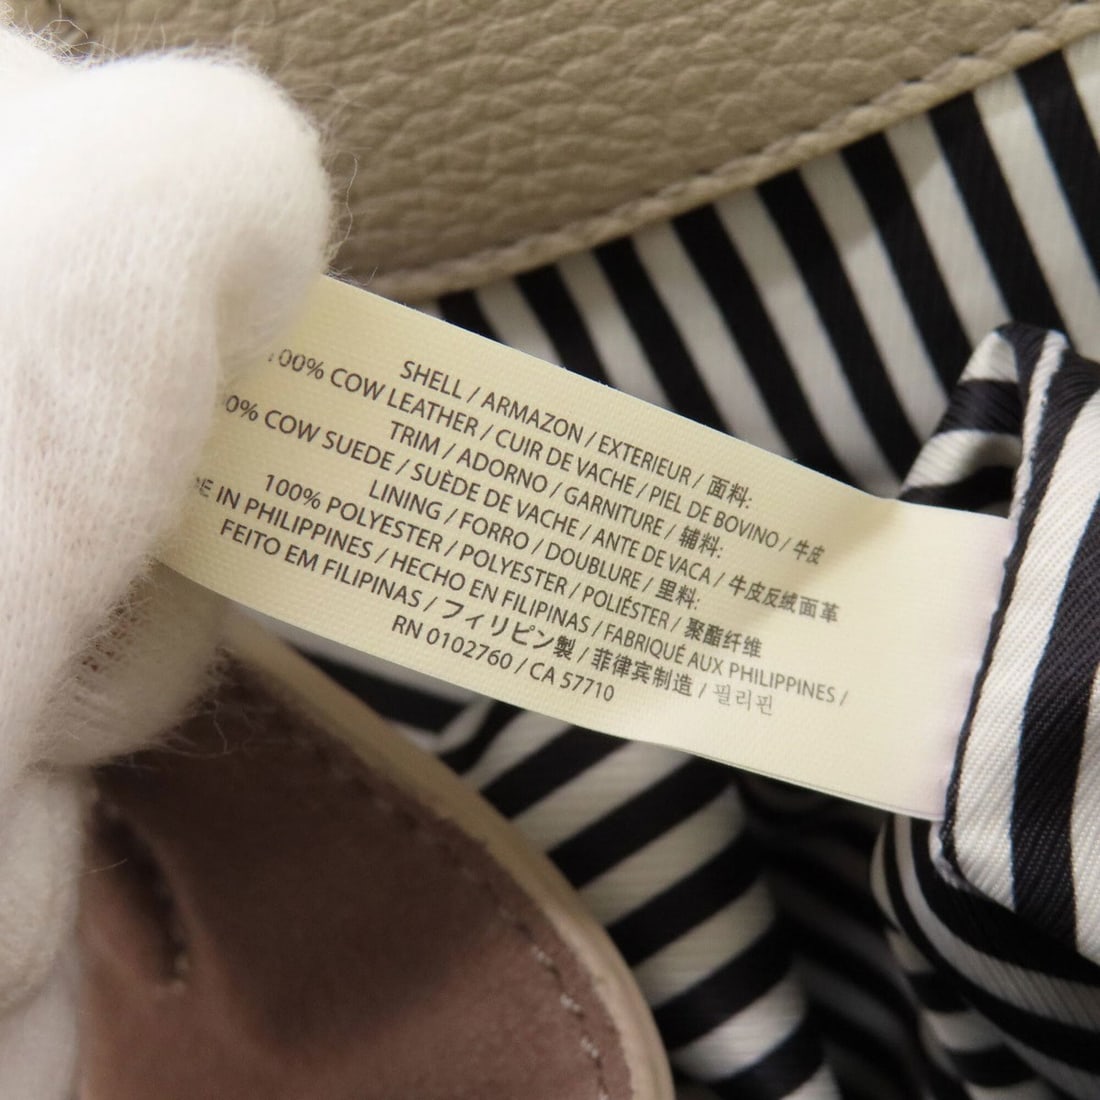 SHELL / ARMAZON / EXTERIEUR / 面料:
100% COW LEATHER / CUIR DE VACHE / PIEL DE BOVINO / 牛皮
TRIM / ADORNO / GARNITURE / 辅料:
0% COW SUEDE / SUÈDE DE VACHE / ANTE DE VACA / 牛皮反绒面革
LINING / FORRO / DOUBLURE / 里料:
100% POLYESTER / POLYESTER / POLIÉSTER / 聚酯纤维
E IN PHILIPPINES / HECHO EN FILIPINAS / FABRIQUÉ AUX PHILIPPINES /
FEITO EM FILIPINAS / フィリピン製 / 菲律宾制造 / 필리핀
RN 0102760 / CA 57710